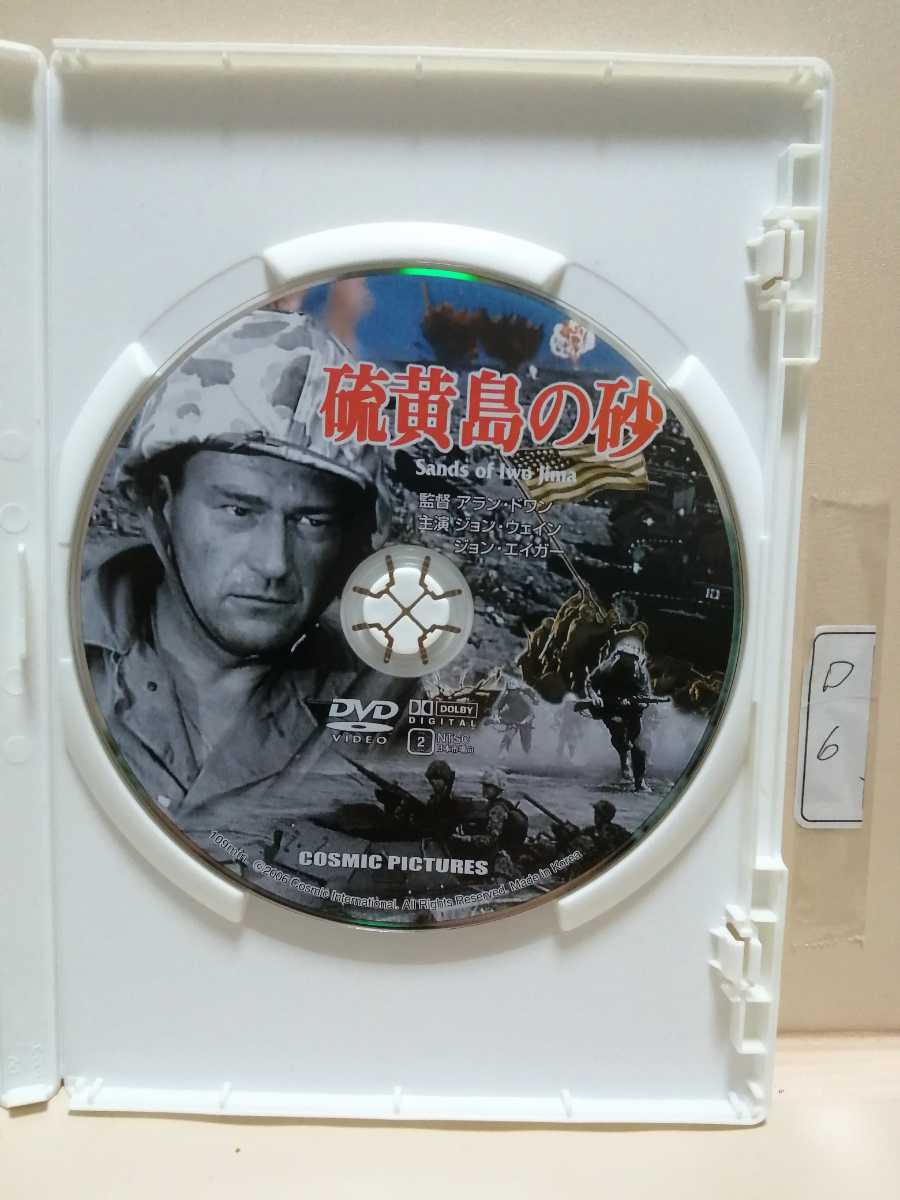 硫黄島の砂
Sands of Iwo Jima
監督 アラン・ドワン
主演 ジョン・ウェイン
ジョン・エイガー
DVD
VIDEO
DOLBY
DIGITAL
2 NTSC
日本市場向
COSMIC PICTURES
109min. ©2006 Cosmic International. All Rights Reserved. Made in Korea
D
6